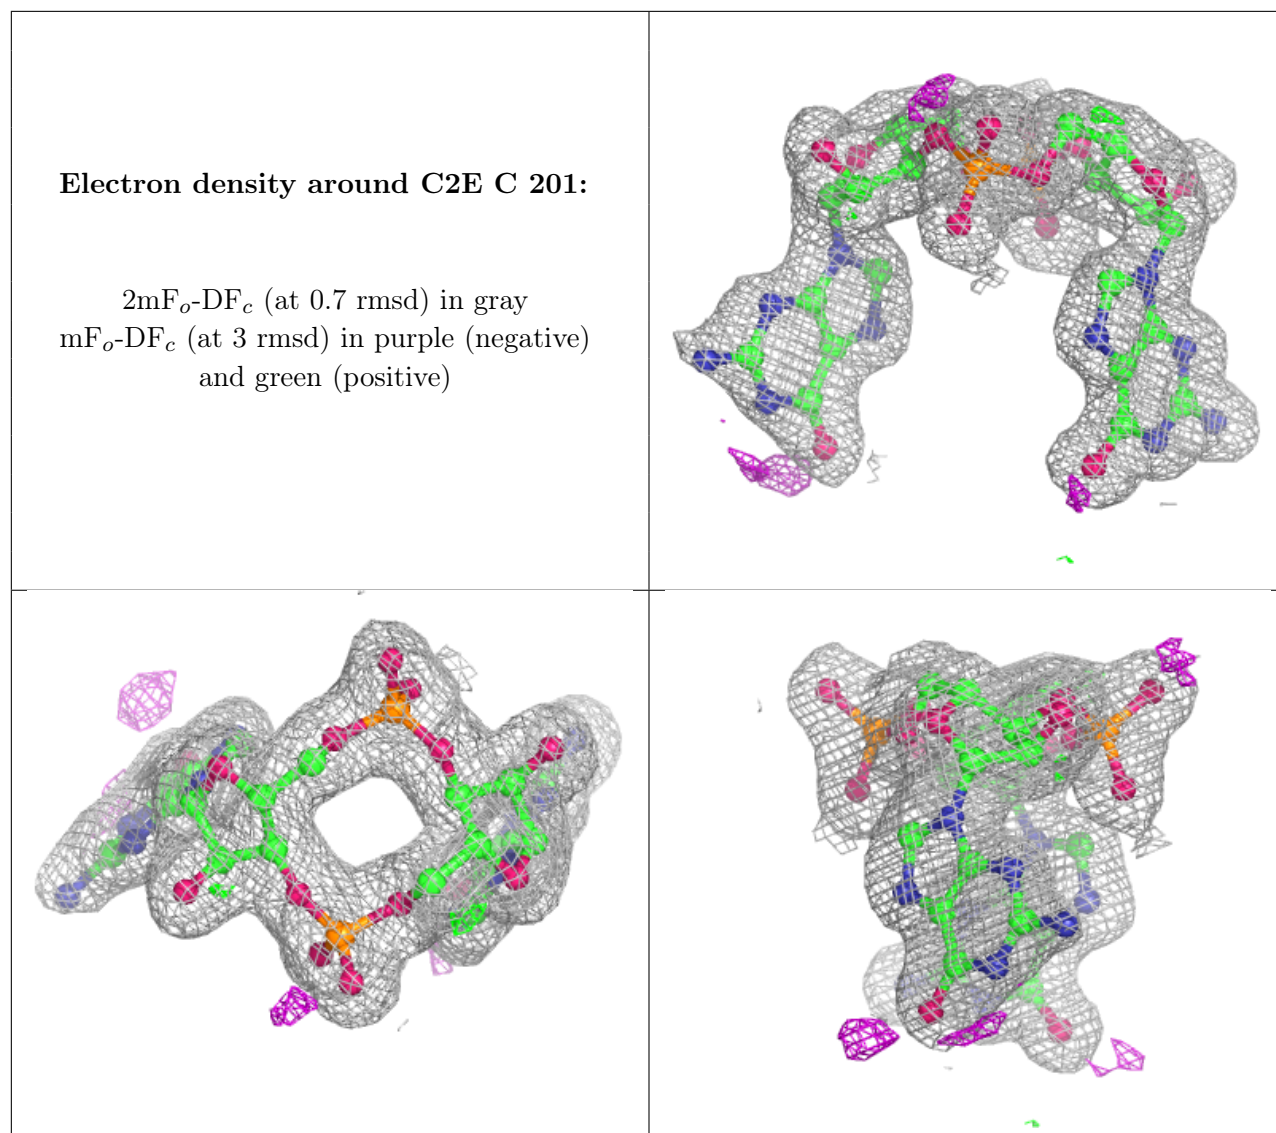 Electron density around C2E C 201:
2mFo-DFc (at 0.7 rmsd) in gray
mFo-DFc (at 3 rmsd) in purple (negative)
and green (positive)